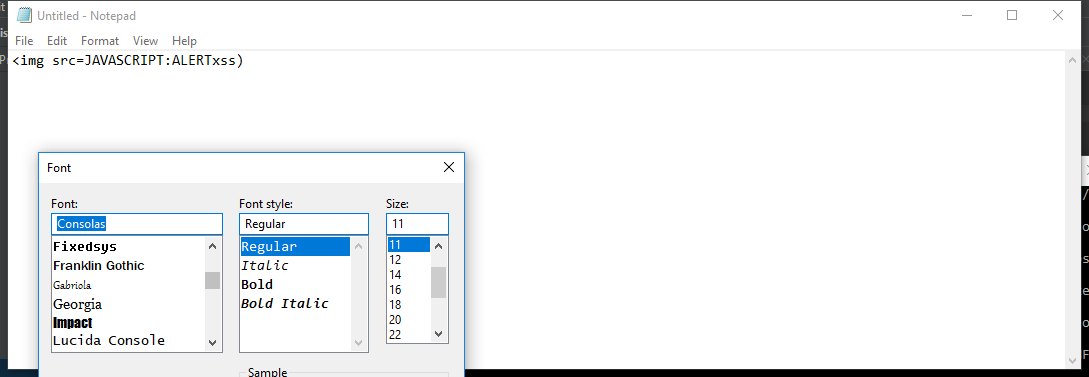 Untitled - Notepad
File Edit Format View Help
<img src=JAVASCRIPT:ALERTxss)
Font
Font: Font style: Size:
Consolas Regular 11
Fixedsys Regular 11
Franklin Gothic Italic 12
Gabriola Bold 14
Georgia Bold Italic 16
Impact 18
Lucida Console 20
22
Sample